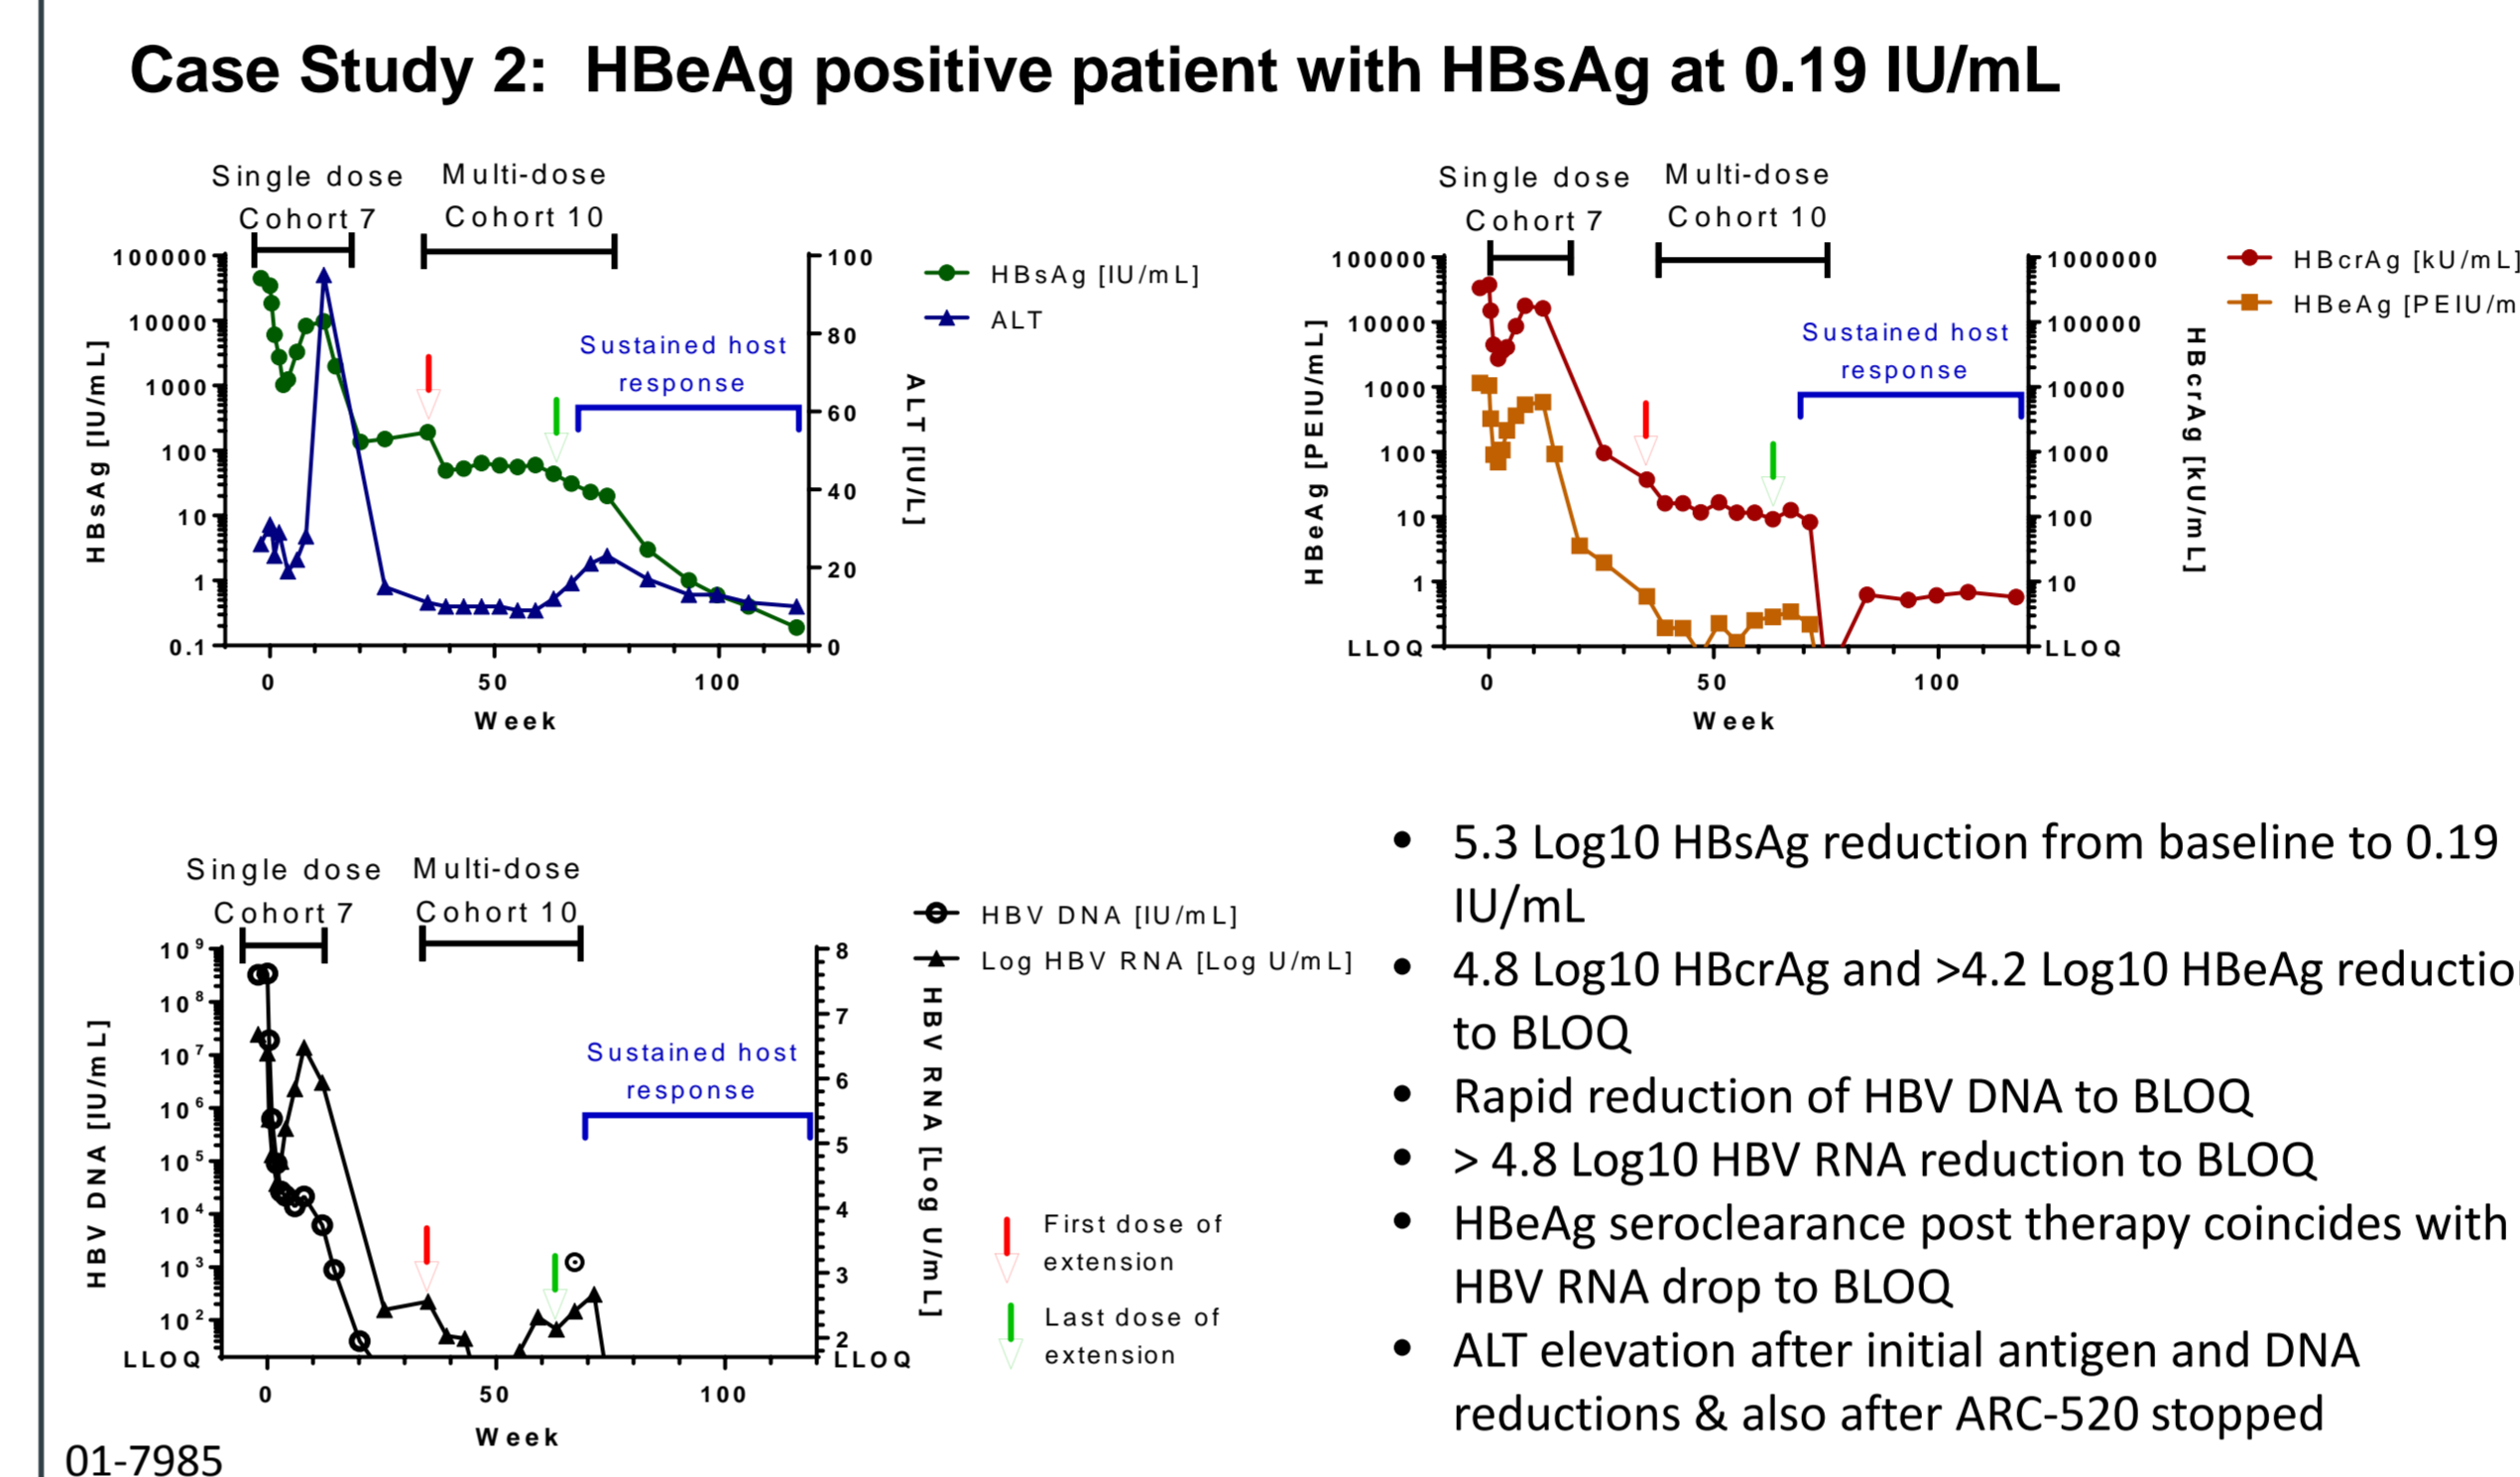 Case Study 2: HBeAg positive patient with HBsAg at 0.19 IU/mL
Single dose
Cohort 7
Multi-dose
Cohort 10
100000
10000
1000
100
10
1
0.1
HBsAg [IU/mL]
100
80
60
40
20
0
ALT [IU/L]
0
50
100
Week
HBsAg [IU/mL]
ALT
Sustained host
response
Single dose
Cohort 7
Multi-dose
Cohort 10
100000
10000
1000
100
10
1
LLOQ
HBeAg [PEIU/mL]
1000000
100000
10000
1000
100
10
LLOQ
HBcrAg [kU/mL]
0
50
100
Week
HBcrAg [kU/mL]
HBeAg [PEIU/m
Sustained host
response
Single dose
Cohort 7
Multi-dose
Cohort 10
10⁹
10⁸
10⁷
10⁶
10⁵
10⁴
10³
10²
LLOQ
HBV DNA [IU/mL]
8
7
6
5
4
3
2
LLOQ
HBV RNA [Log U/mL]
0
50
100
Week
HBV DNA [IU/mL]
Log HBV RNA [Log U/mL]
Sustained host
response
First dose of
extension
Last dose of
extension
• 5.3 Log10 HBsAg reduction from baseline to 0.19
IU/mL
• 4.8 Log10 HBcrAg and >4.2 Log10 HBeAg reductio
to BLOQ
• Rapid reduction of HBV DNA to BLOQ
• > 4.8 Log10 HBV RNA reduction to BLOQ
• HBeAg seroclearance post therapy coincides with
HBV RNA drop to BLOQ
• ALT elevation after initial antigen and DNA
reductions & also after ARC-520 stopped
01-7985